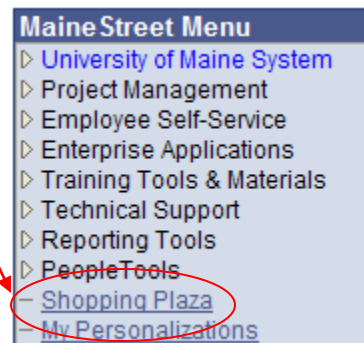 MaineStreet Menu
University of Maine System
Project Management
Employee Self-Service
Enterprise Applications
Training Tools & Materials
Technical Support
Reporting Tools
PeopleTools
Shopping Plaza
My Personalizations